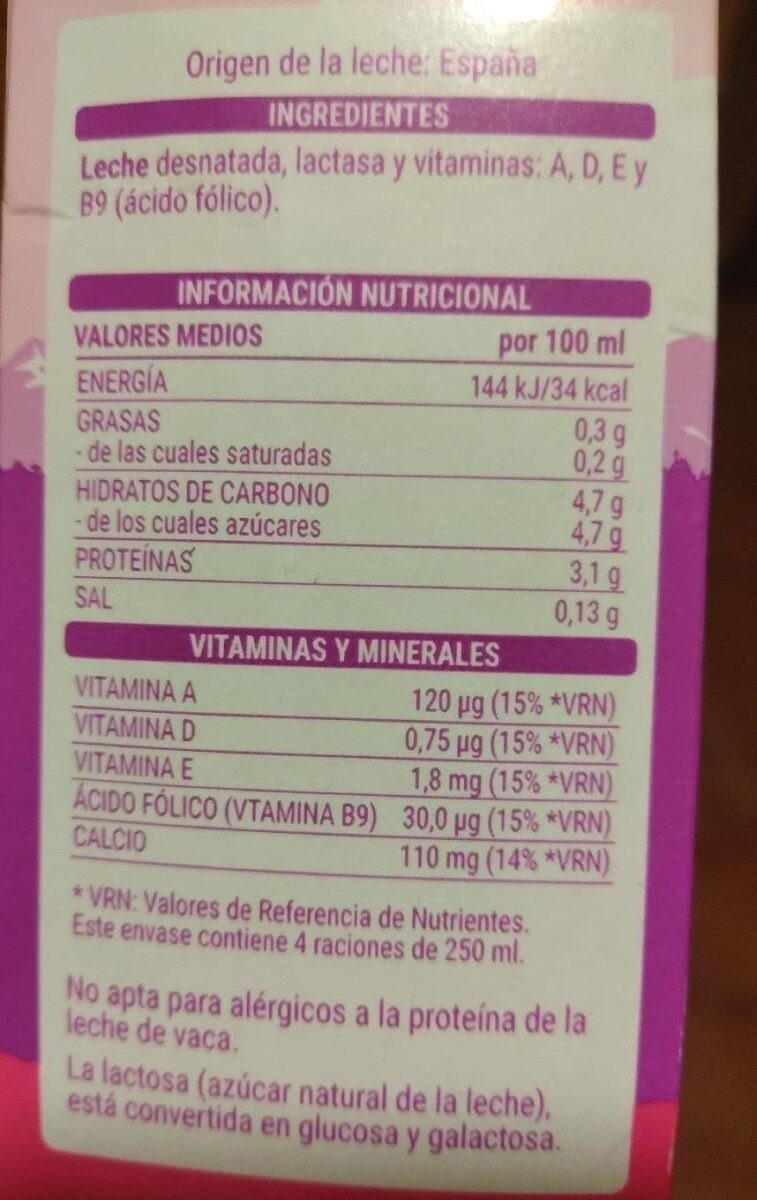 Origen de la leche: España
INGREDIENTES
Leche desnatada, lactasa y vitaminas: A, D, E y
B9 (ácido fólico).
INFORMACIÓN NUTRICIONAL
VALORES MEDIOS por 100 ml
ENERGÍA 144 kJ/34 kcal
GRASAS 0,3 g
- de las cuales saturadas 0,2 g
HIDRATOS DE CARBONO 4,7 g
- de los cuales azúcares 4,7 g
PROTEÍNAS 3,1 g
SAL 0,13 g
VITAMINAS Y MINERALES
VITAMINA A 120 µg (15% *VRN)
VITAMINA D 0,75 µg (15% *VRN)
VITAMINA E 1,8 mg (15% *VRN)
ÁCIDO FÓLICO (VTAMINA B9) 30,0 µg (15% *VRN)
CALCIO 110 mg (14% *VRN)
* VRN: Valores de Referencia de Nutrientes.
Este envase contiene 4 raciones de 250 ml.
No apta para alérgicos a la proteína de la
leche de vaca.
La lactosa (azúcar natural de la leche),
está convertida en glucosa y galactosa.